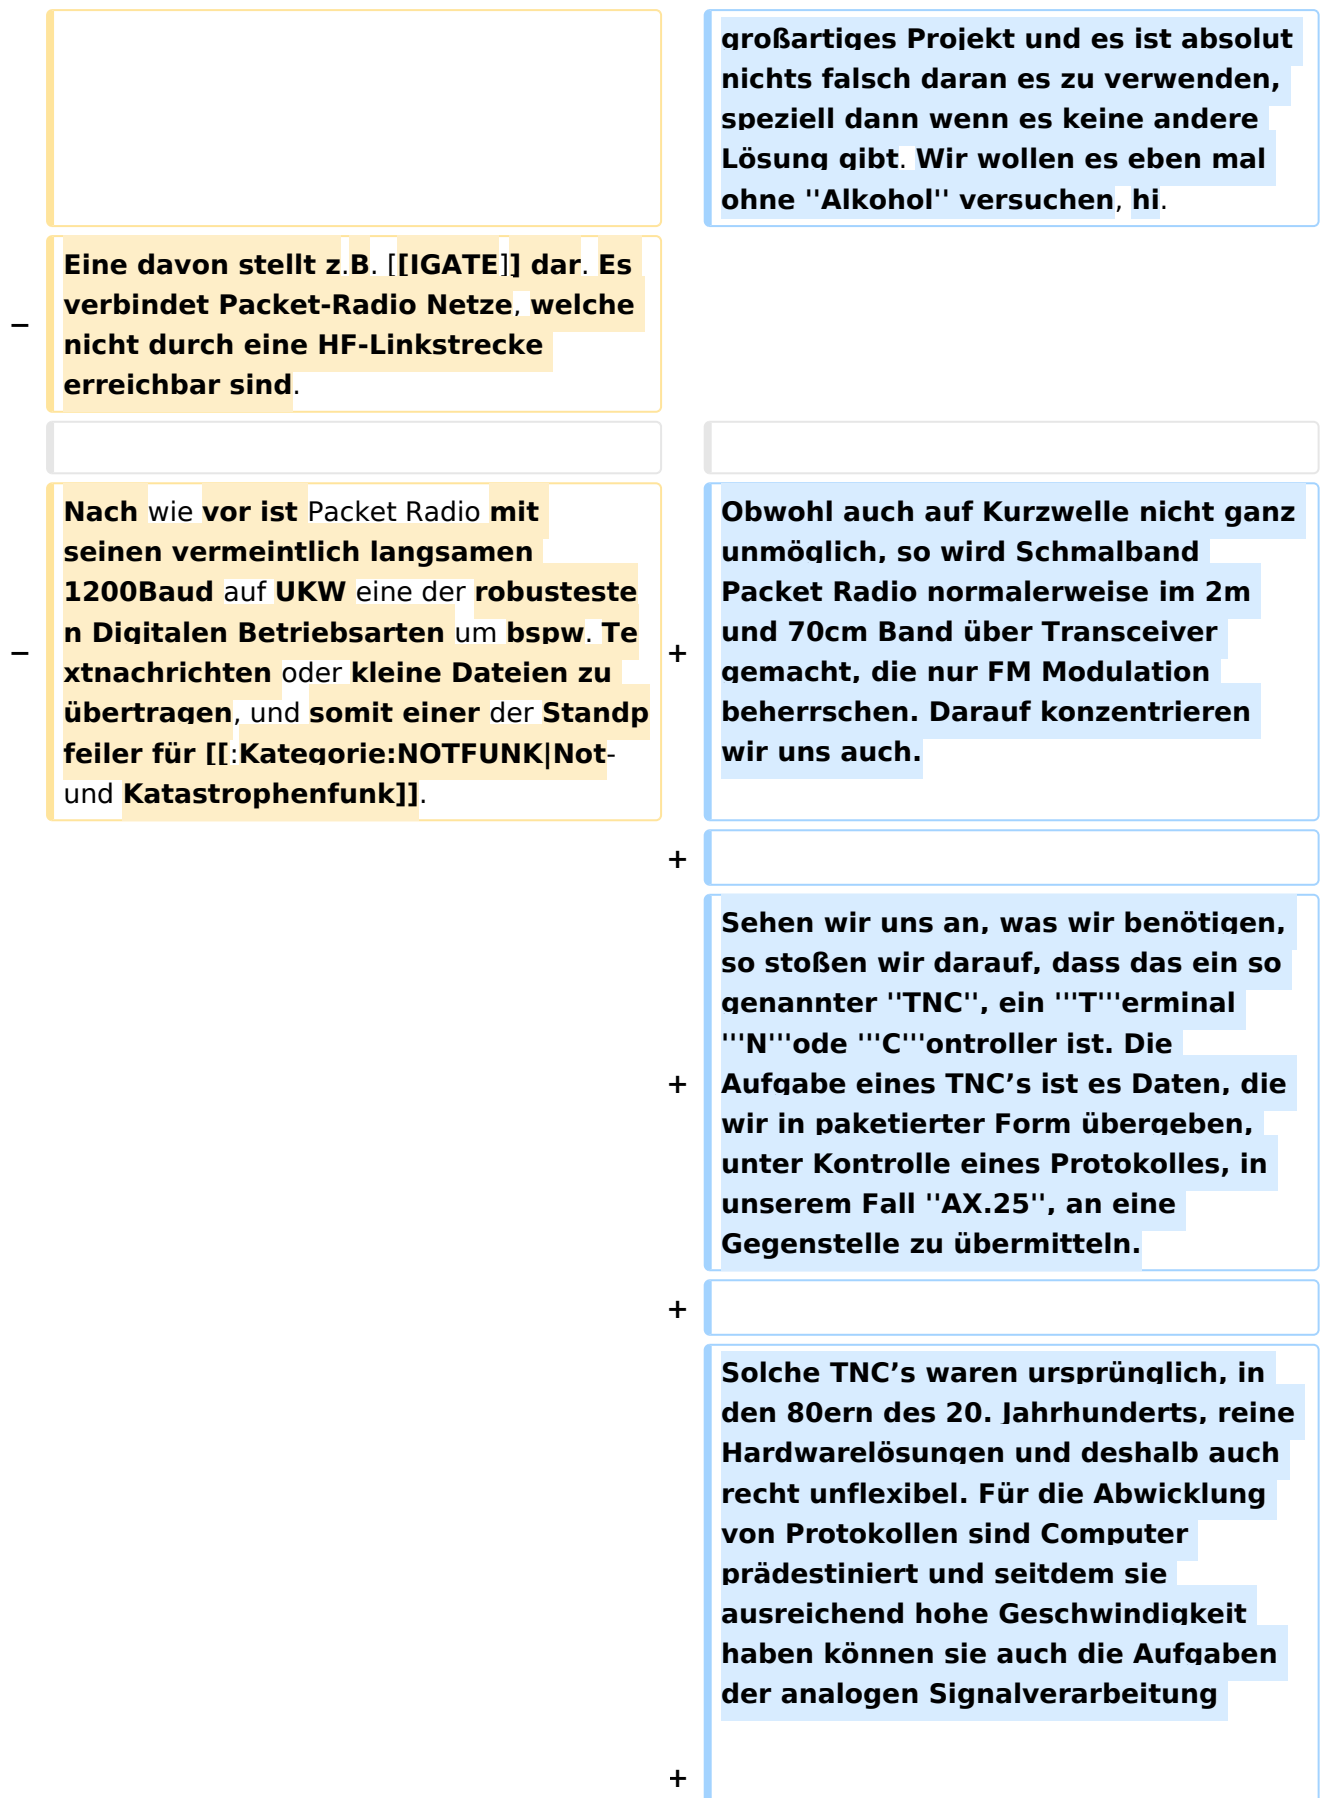 großartiges Projekt und es ist absolut
nichts falsch daran es zu verwenden,
speziell dann wenn es keine andere
Lösung gibt. Wir wollen es eben mal
ohne ''Alkohol'' versuchen, hi.
−
Eine davon stellt z.B. [[IGATE]] dar. Es
verbindet Packet-Radio Netze, welche
nicht durch eine HF-Linkstrecke
erreichbar sind.
−
Nach wie vor ist Packet Radio mit
seinen vermeintlich langsamen
1200Baud auf UKW eine der robusteste
n Digitalen Betriebsarten um bspw. Te
xtnachrichten oder kleine Dateien zu
übertragen, und somit einer der Standp
feiler für [[:Kategorie:NOTFUNK|Not-
und Katastrophenfunk]].
+
Obwohl auch auf Kurzwelle nicht ganz
unmöglich, so wird Schmalband
Packet Radio normalerweise im 2m
und 70cm Band über Transceiver
gemacht, die nur FM Modulation
beherrschen. Darauf konzentrieren
wir uns auch.
+
+
Sehen wir uns an, was wir benötigen,
so stoßen wir darauf, dass das ein so
genannter ''TNC'', ein '''T'''erminal
'''N'''ode '''C'''ontroller ist. Die
Aufgabe eines TNC’s ist es Daten, die
wir in paketierter Form übergeben,
unter Kontrolle eines Protokolles, in
unserem Fall ''AX.25'', an eine
Gegenstelle zu übermitteln.
+
+
Solche TNC’s waren ursprünglich, in
den 80ern des 20. Jahrhunderts, reine
Hardwarelösungen und deshalb auch
recht unflexibel. Für die Abwicklung
von Protokollen sind Computer
prädestiniert und seitdem sie
ausreichend hohe Geschwindigkeit
haben können sie auch die Aufgaben
der analogen Signalverarbeitung